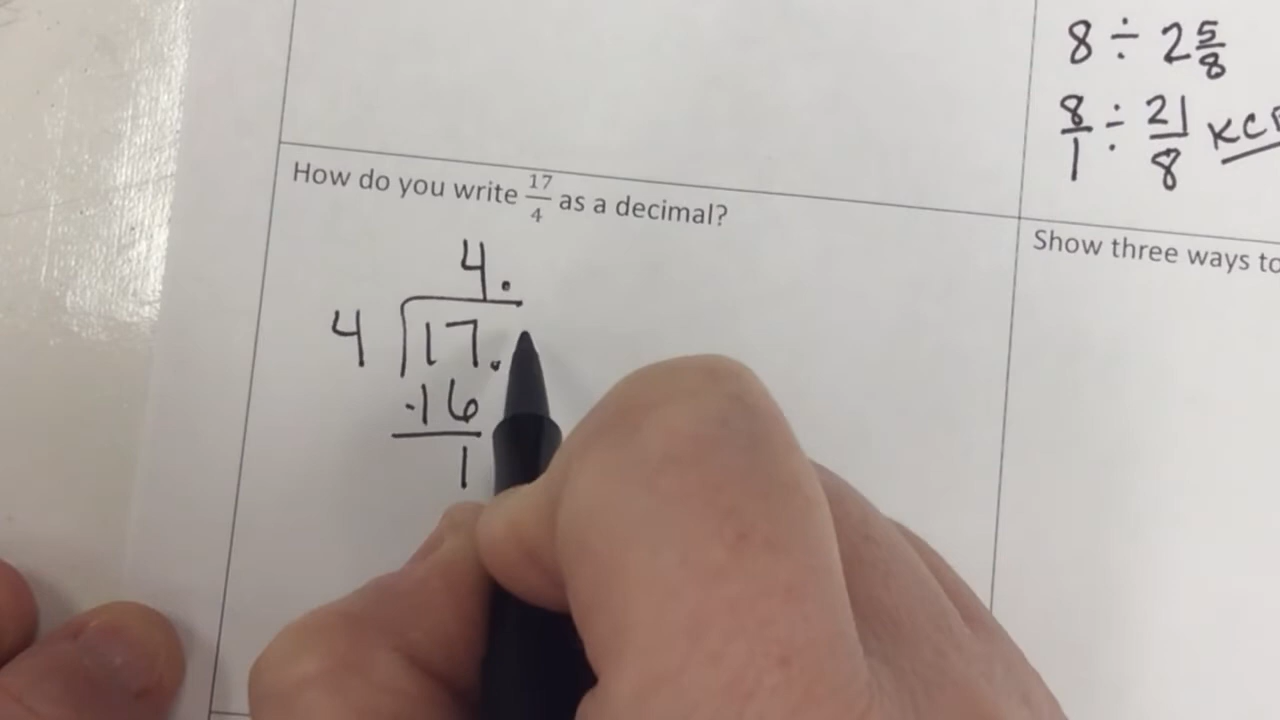 8 ÷ 2 5/8
8/1 ÷ 21/8
How do you write 17/4 as a decimal?
4.
4 17.
-16
1
Show three ways to